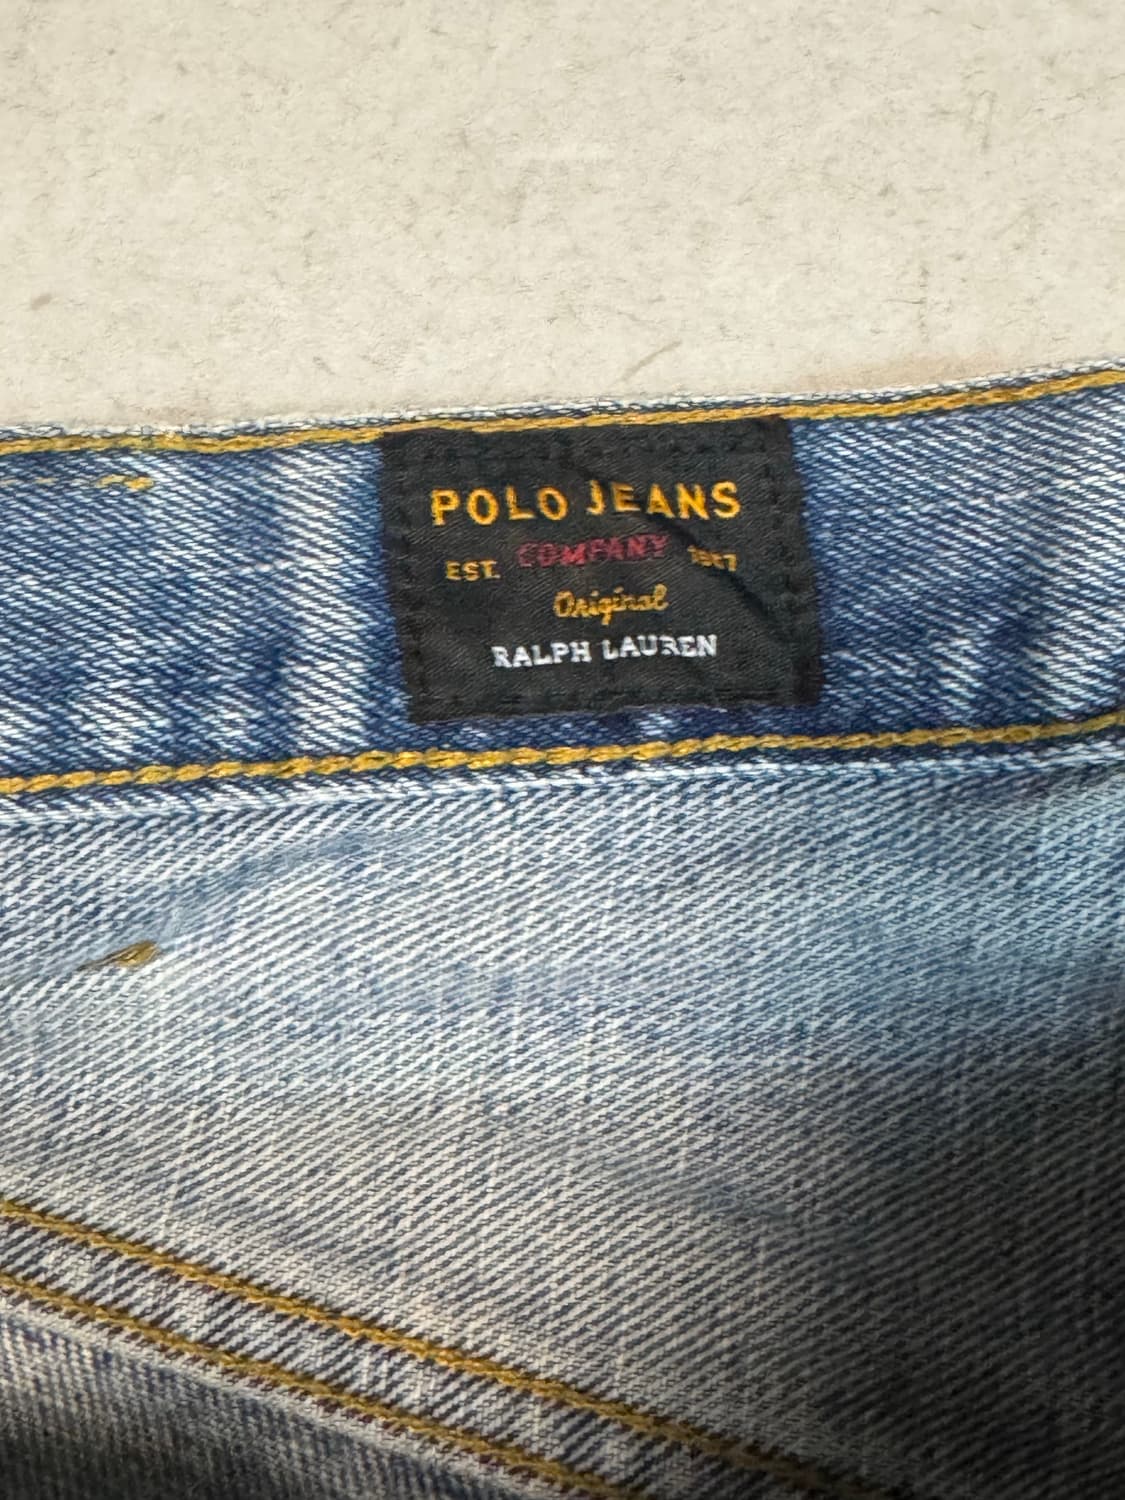 POLO JEANS
EST. COMPANY 1967
Original
RALPH LAUREN